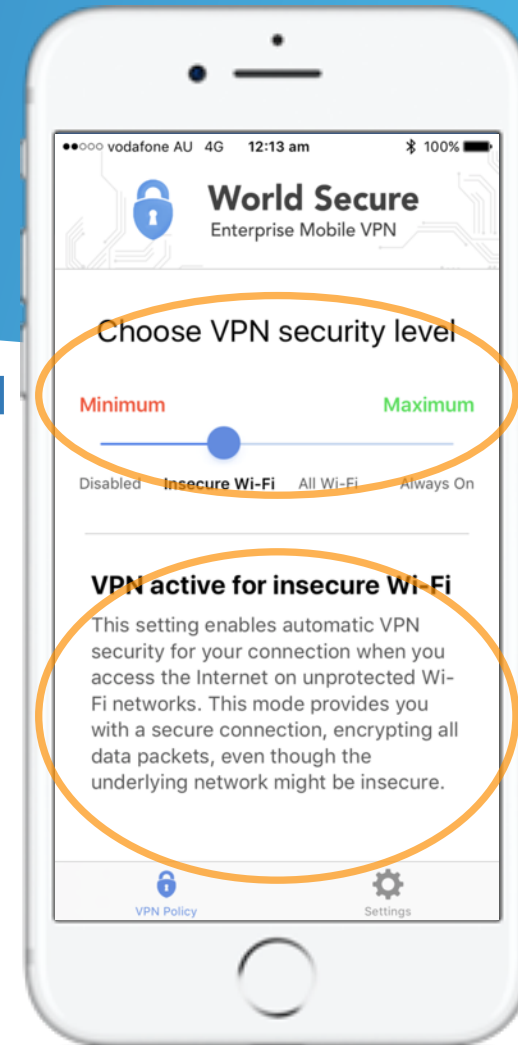 vodafone AU 4G 12:13 am 100%
World Secure
Enterprise Mobile VPN
Choose VPN security level
Minimum Maximum
Disabled Insecure Wi-Fi All Wi-Fi Always On
VPN active for insecure Wi-Fi
This setting enables automatic VPN
security for your connection when you
access the Internet on unprotected Wi-
Fi networks. This mode provides you
with a secure connection, encrypting all
data packets, even though the
underlying network might be insecure.
VPN Policy Settings